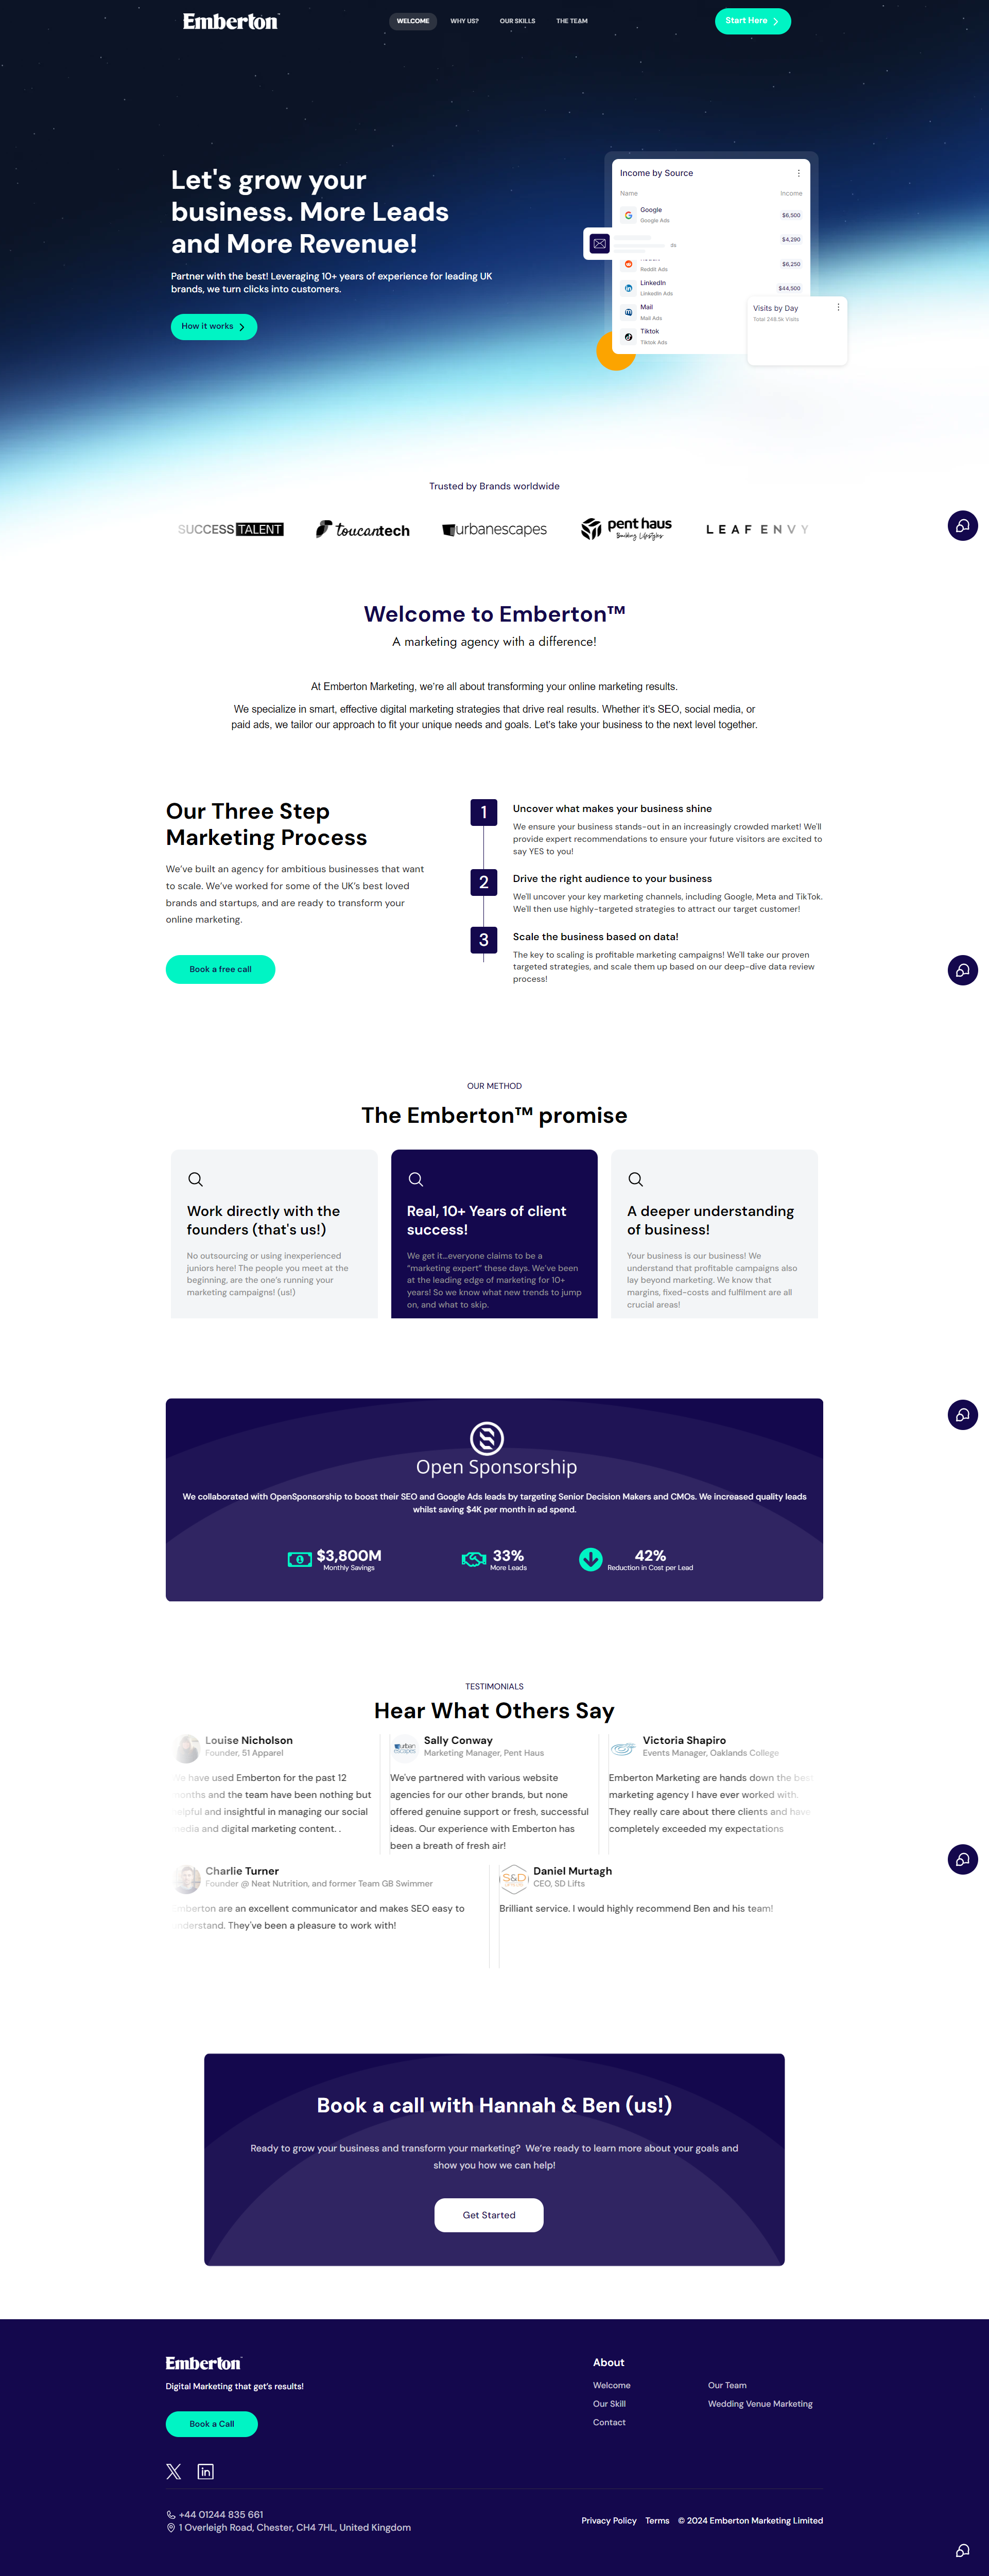 Emberton
WELCOME
WHY US?
OUR SKILLS
THE TEAM
Start Here
Let's grow your
business. More Leads
and More Revenue!
Partner with the best! Leveraging 10+ years of experience for leading UK
brands, we turn clicks into customers.
How it works
Income by Source
Name
Income
Google
Google Ads
$6,500
$4,290
ds
Reddit Ads
$6,250
LinkedIn
LinkedIn Ads
$44,500
Mail
Mail Ads
Tiktok
Tiktok Ads
Visits by Day
Total 248.5k Visits
Trusted by Brands worldwide
SUCCESS TALENT
toucantech
urbanescapes
pent haus
Building Lifestyles
LEAF ENVY
Welcome to Emberton™
A marketing agency with a difference!
At Emberton Marketing, we're all about transforming your online marketing results.
We specialize in smart, effective digital marketing strategies that drive real results. Whether it's SEO, social media, or
paid ads, we tailor our approach to fit your unique needs and goals. Let's take your business to the next level together.
Our Three Step
Marketing Process
We've built an agency for ambitious businesses that want
to scale. We've worked for some of the UK's best loved
brands and startups, and are ready to transform your
online marketing.
Book a free call
1
Uncover what makes your business shine
We ensure your business stands-out in an increasingly crowded market! We'll
provide expert recommendations to ensure your future visitors are excited to
say YES to you!
2
Drive the right audience to your business
We'll uncover your key marketing channels, including Google, Meta and TikTok.
We'll then use highly-targeted strategies to attract our target customer!
3
Scale the business based on data!
The key to scaling is profitable marketing campaigns! We'll take our proven
targeted strategies, and scale them up based on our deep-dive data review
process!
OUR METHOD
The Emberton™ promise
Work directly with the
founders (that's us!)
No outsourcing or using inexperienced
juniors here! The people you meet at the
beginning, are the one's running your
marketing campaigns! (us!)
Real, 10+ Years of client
success!
We get it...everyone claims to be a
"marketing expert" these days. We've been
at the leading edge of marketing for 10+
years! So we know what new trends to jump
on, and what to skip.
A deeper understanding
of business!
Your business is our business! We
understand that profitable campaigns also
lay beyond marketing. We know that
margins, fixed-costs and fulfilment are all
crucial areas!
Open Sponsorship
We collaborated with OpenSponsorship to boost their SEO and Google Ads leads by targeting Senior Decision Makers and CMOs. We increased quality leads
whilst saving $4K per month in ad spend.
$3,800M
Monthly Savings
33%
More Leads
42%
Reduction in Cost per Lead
TESTIMONIALS
Hear What Others Say
Louise Nicholson
Founder, 51 Apparel
We have used Emberton for the past 12
months and the team have been nothing but
helpful and insightful in managing our social
media and digital marketing content. .
urban
escapes
Sally Conway
Marketing Manager, Pent Haus
We've partnered with various website
agencies for our other brands, but none
offered genuine support or fresh, successful
ideas. Our experience with Emberton has
been a breath of fresh air!
Victoria Shapiro
Events Manager, Oaklands College
Emberton Marketing are hands down the best
marketing agency I have ever worked with.
They really care about there clients and have
completely exceeded my expectations
Charlie Turner
Founder @ Neat Nutrition, and former Team GB Swimmer
Emberton are an excellent communicator and makes SEO easy to
understand. They've been a pleasure to work with!
S&D
Daniel Murtagh
CEO, SD Lifts
Brilliant service. I would highly recommend Ben and his team!
Book a call with Hannah & Ben (us!)
Ready to grow your business and transform your marketing? We're ready to learn more about your goals and
show you how we can help!
Get Started
Emberton
Digital Marketing that get's results!
Book a Call
About
Welcome
Our Team
Our Skill
Wedding Venue Marketing
Contact
+44 01244 835 661
1 Overleigh Road, Chester, CH4 7HL, United Kingdom
Privacy Policy
Terms
© 2024 Emberton Marketing Limited